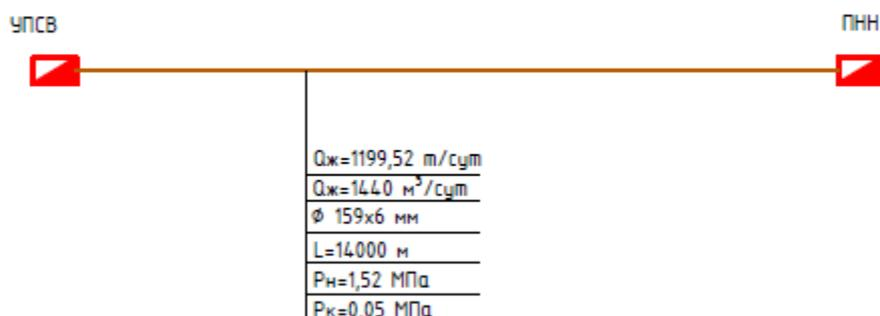 УПСВ
ПНН
Qж=1199,52 т/сут
Qж=1440 м³/сут
Ø 159х6 мм
L=14000 м
Рн=1,52 МПа
Рк=0,05 МПа